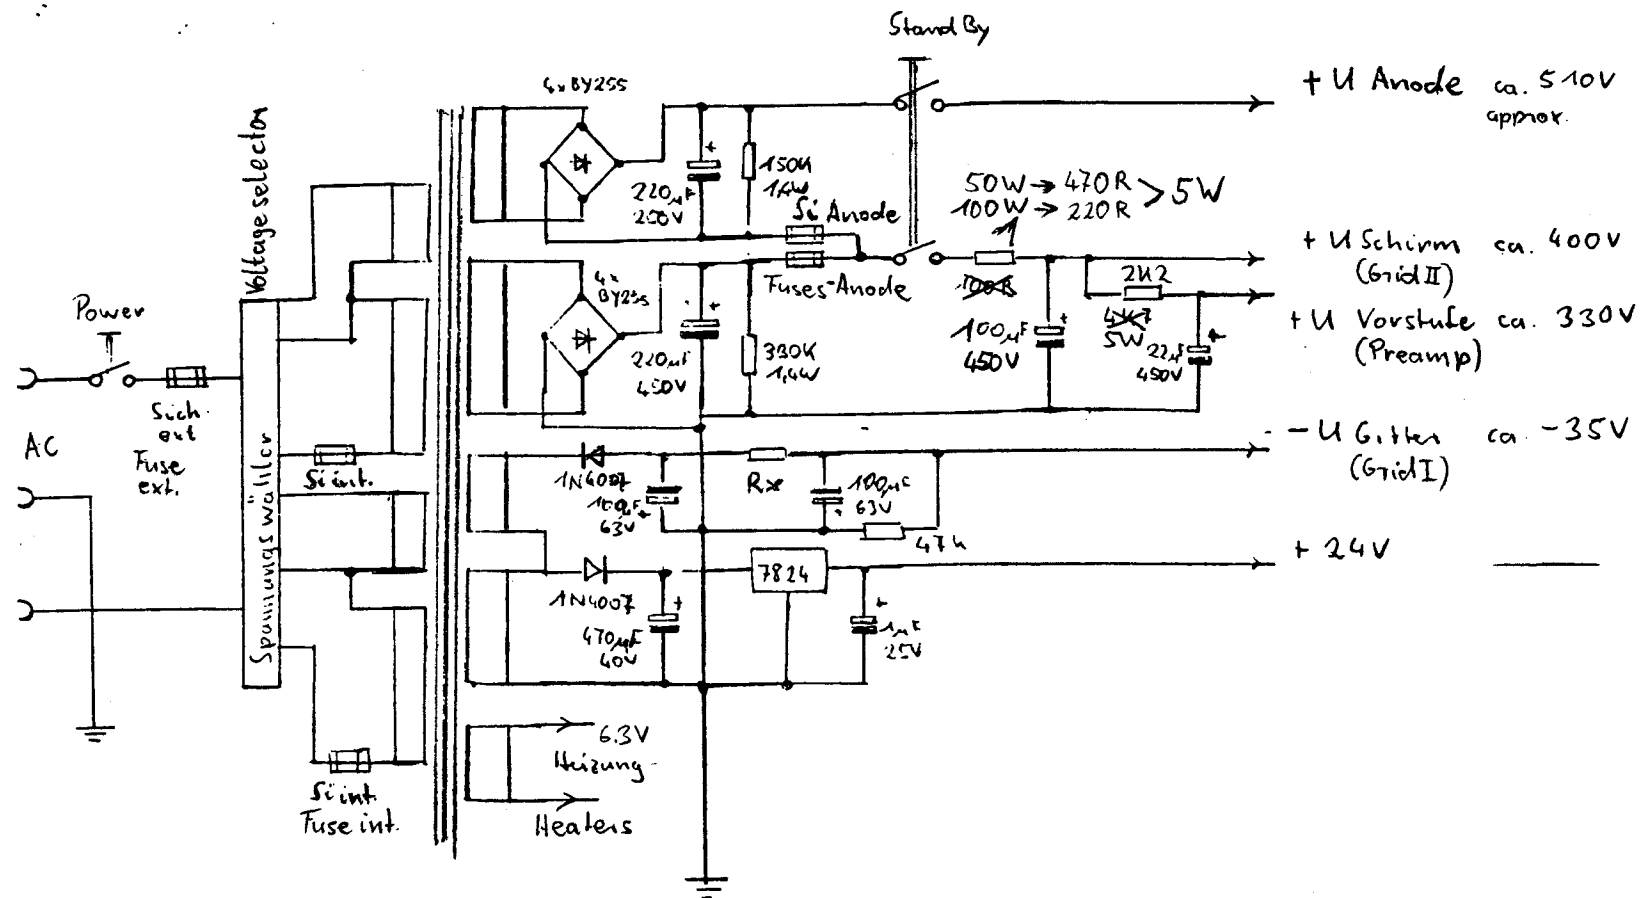 Stand By
4x BY255
+ U Anode ca. 510V
approx.
Voltageselector
150K
1,4W
220µF
250V
50W → 470R > 5W
100W → 220R
Si Anode
Fuses-Anode
+ U Schirm ca. 400V
(Grid II)
4x
BY255
100R
2K2
4K7
5W
Power
+ U Vorstufe ca. 330V
(Preamp)
100µF
450V
22µF
450V
220µF
450V
330K
1,4W
Sich.
ext
Fuse
ext.
AC
Si int.
- U Gitter ca. -35V
(Grid I)
1N4007
100µF
63V
Rx
100µF
63V
47k
+ 24V
7824
1N4007
470µF
40V
1µF
25V
Spannungswähler
6.3V
Heizung
Heaters
Si int.
Fuse int.